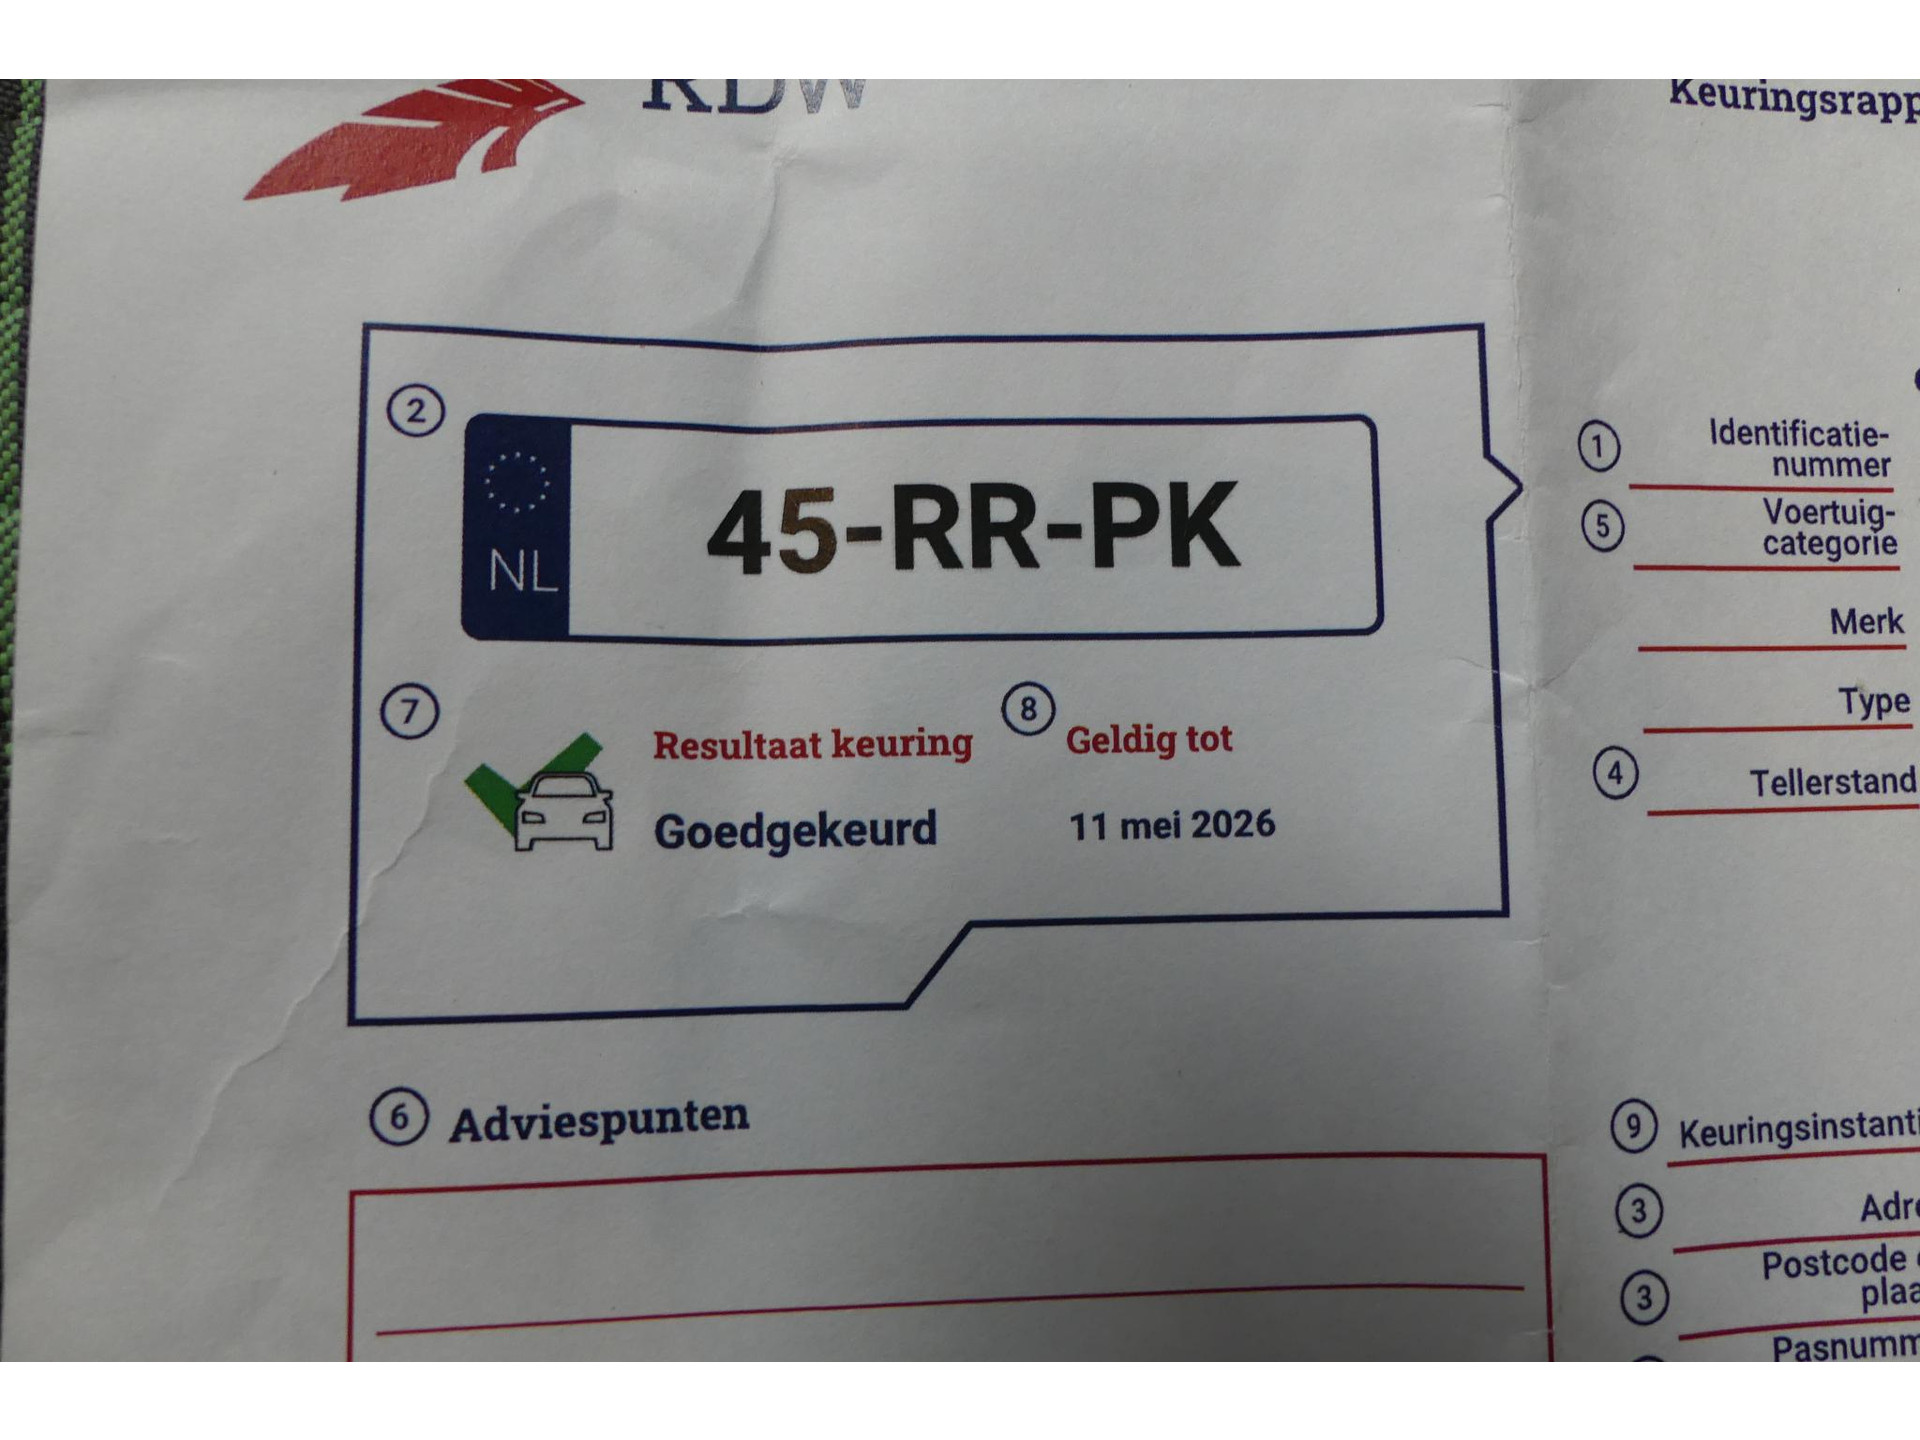 RDW
Keuringsrapp
2
NL
45-RR-PK
7
Resultaat keuring
8
Geldig tot
Goedgekeurd
11 mei 2026
6 Adviespunten
1
Identificatie-
nummer
5
Voertuig-
categorie
Merk
Type
4
Tellerstand
9
Keuringsinstanti
3
Adre
3
Postcode
plaa
Pasnumm